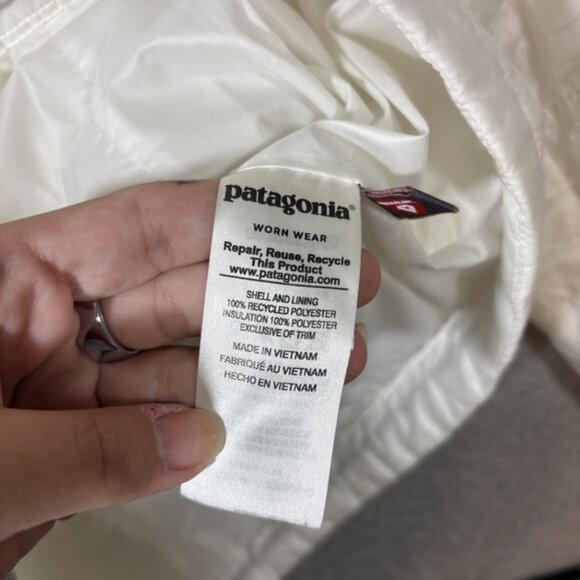 patagonia®
WORN WEAR
Repair, Reuse, Recycle
This Product
www.patagonia.com
SHELL AND LINING
100% RECYCLED POLYESTER
INSULATION 100% POLYESTER
EXCLUSIVE OF TRIM
MADE IN VIETNAM
FABRIQUÉ AU VIETNAM
HECHO EN VIETNAM